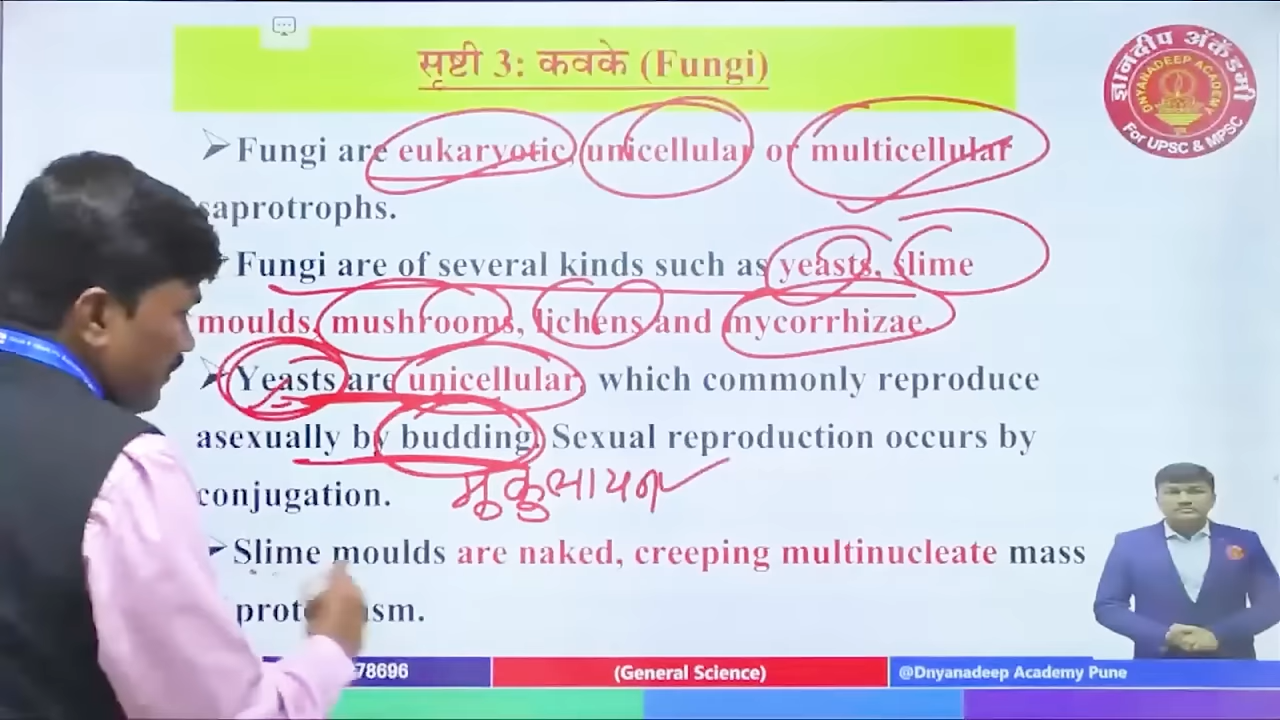 सृष्टी 3: कवके (Fungi)
ज्ञानदीप अ‍ॅकॅडमी
DNYANADEEP ACADEMY
For UPSC & MPSC
Fungi are eukaryotic, unicellular or multicellular
saprotrophs.
Fungi are of several kinds such as yeasts, slime
moulds, mushrooms, lichens and mycorrhizae.
Yeasts are unicellular, which commonly reproduce
asexually by budding. Sexual reproduction occurs by
conjugation.
मुकुलायन
Slime moulds are naked, creeping multinucleate mass
78696
(General Science)
@Dnyanadeep Academy Pune